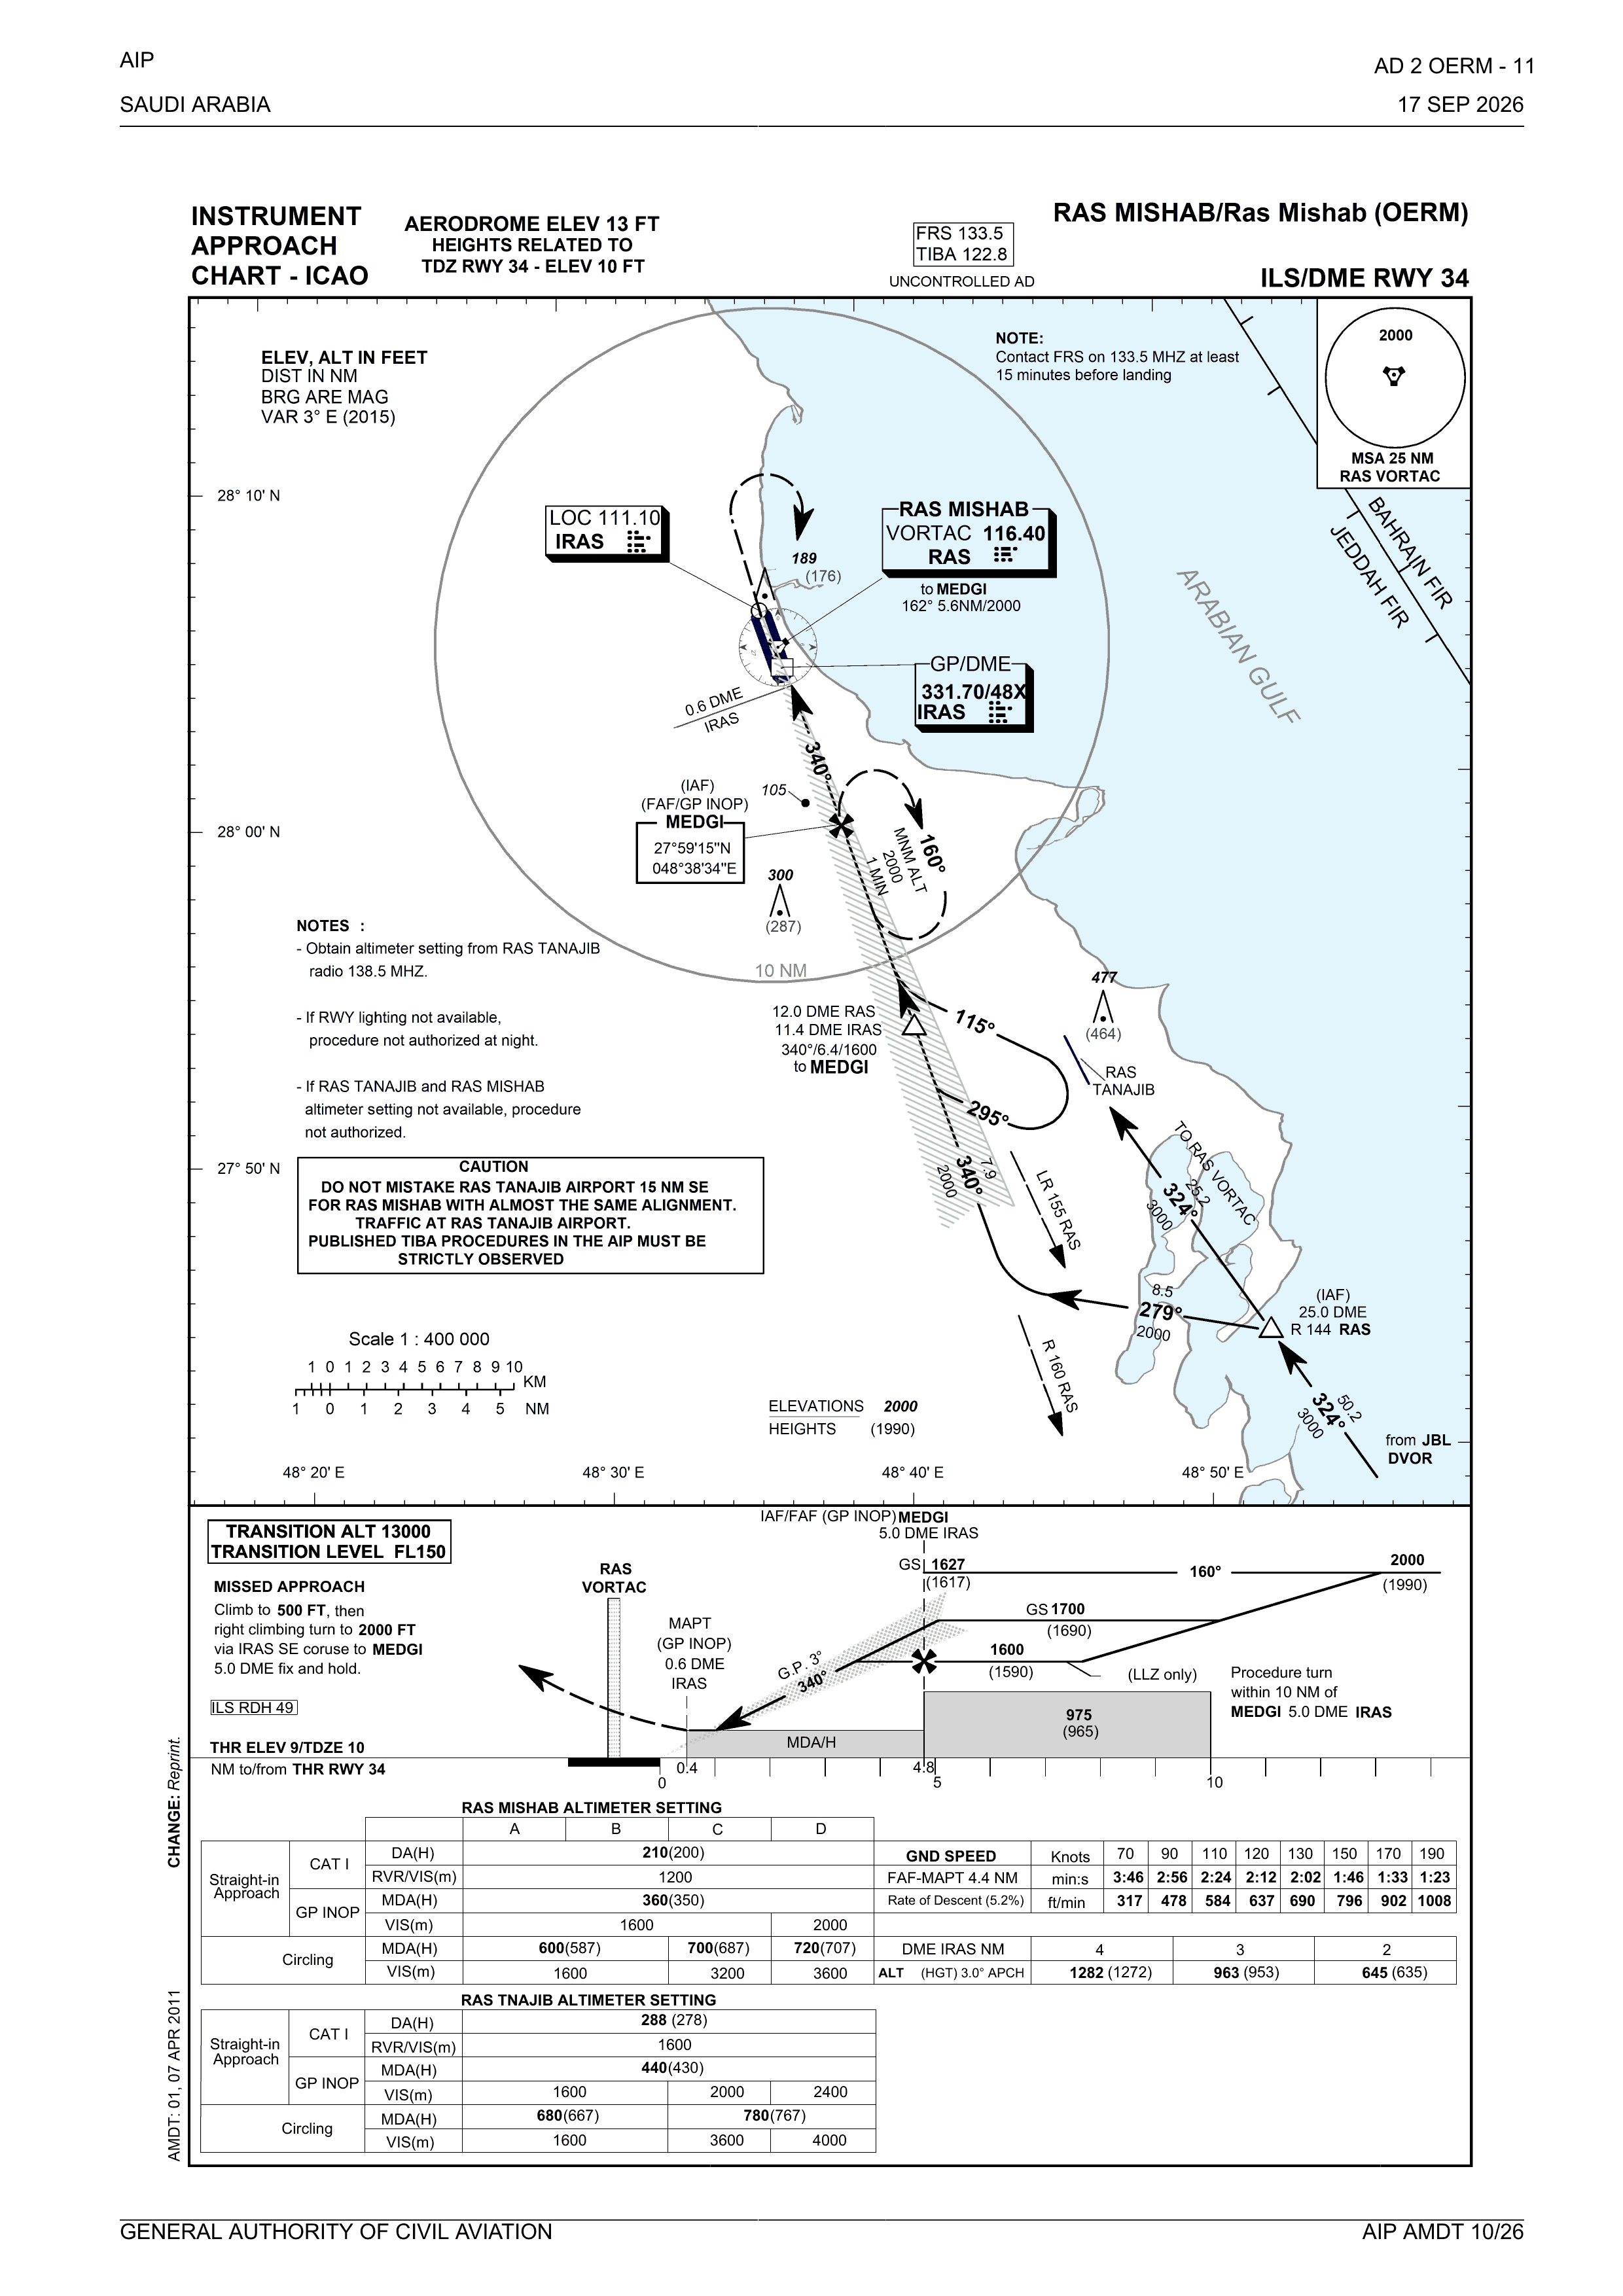 AIP
AD 2 OERM - 11
SAUDI ARABIA
17 SEP 2026
INSTRUMENT
APPROACH
CHART - ICAO
AERODROME ELEV 13 FT
HEIGHTS RELATED TO
TDZ RWY 34 - ELEV 10 FT
FRS 133.5
TIBA 122.8
UNCONTROLLED AD
RAS MISHAB/Ras Mishab (OERM)
ILS/DME RWY 34
ELEV, ALT IN FEET
DIST IN NM
BRG ARE MAG
VAR 3° E (2015)
NOTE:
Contact FRS on 133.5 MHZ at least
15 minutes before landing
2000
MSA 25 NM
RAS VORTAC
BAHRAIN FIR
JEDDAH FIR
ARABIAN GULF
28° 10' N
LOC 111.10
IRAS
RAS MISHAB
VORTAC 116.40
RAS
to MEDGI
162° 5.6NM/2000
189
(176)
GP/DME
331.70/48X
IRAS
0.6 DME
IRAS
340°
(IAF)
(FAF/GP INOP)
MEDGI
27°59'15"N
048°38'34"E
105
28° 00' N
160°
MNM ALT
2000
1 MIN
300
(287)
NOTES :
- Obtain altimeter setting from RAS TANAJIB
radio 138.5 MHZ.
- If RWY lighting not available,
procedure not authorized at night.
- If RAS TANAJIB and RAS MISHAB
altimeter setting not available, procedure
not authorized.
10 NM
12.0 DME RAS
11.4 DME IRAS
340°/6.4/1600
to MEDGI
115°
295°
477
(464)
RAS
TANAJIB
27° 50' N
CAUTION
DO NOT MISTAKE RAS TANAJIB AIRPORT 15 NM SE
FOR RAS MISHAB WITH ALMOST THE SAME ALIGNMENT.
TRAFFIC AT RAS TANAJIB AIRPORT.
PUBLISHED TIBA PROCEDURES IN THE AIP MUST BE
STRICTLY OBSERVED
7.9
340°
2000
LR 155 RAS
TO RAS VORTAC
25.2
324°
3000
8.5
279°
2000
(IAF)
25.0 DME
R 144 RAS
R 160 RAS
50.2
324°
3000
from JBL
DVOR
Scale 1 : 400 000
1 0 1 2 3 4 5 6 7 8 9 10
KM
1 0 1 2 3 4 5 NM
ELEVATIONS 2000
HEIGHTS (1990)
48° 20' E
48° 30' E
48° 40' E
48° 50' E
TRANSITION ALT 13000
TRANSITION LEVEL FL150
MISSED APPROACH
Climb to 500 FT, then
right climbing turn to 2000 FT
via IRAS SE coruse to MEDGI
5.0 DME fix and hold.
ILS RDH 49
THR ELEV 9/TDZE 10
NM to/from THR RWY 34
RAS
VORTAC
MAPT
(GP INOP)
0.6 DME
IRAS
IAF/FAF (GP INOP) MEDGI
5.0 DME IRAS
GS 1627
(1617)
160°
2000
(1990)
GS 1700
(1690)
1600
(1590)
(LLZ only)
G.P. 3°
340°
Procedure turn
within 10 NM of
MEDGI 5.0 DME IRAS
975
(965)
MDA/H
0 0.4 4.8 5 10
CHANGE: Reprint.
AMDT: 01, 07 APR 2011
RAS MISHAB ALTIMETER SETTING
A B C D
Straight-in
Approach
CAT I DA(H) 210(200)
RVR/VIS(m) 1200
GP INOP MDA(H) 360(350)
VIS(m) 1600 2000
Circling MDA(H) 600(587) 700(687) 720(707)
VIS(m) 1600 3200 3600
GND SPEED Knots 70 90 110 120 130 150 170 190
FAF-MAPT 4.4 NM min:s 3:46 2:56 2:24 2:12 2:02 1:46 1:33 1:23
Rate of Descent (5.2%) ft/min 317 478 584 637 690 796 902 1008
DME IRAS NM 4 3 2
ALT (HGT) 3.0° APCH 1282 (1272) 963 (953) 645 (635)
RAS TNAJIB ALTIMETER SETTING
Straight-in
Approach
CAT I DA(H) 288 (278)
RVR/VIS(m) 1600
GP INOP MDA(H) 440(430)
VIS(m) 1600 2000 2400
Circling MDA(H) 680(667) 780(767)
VIS(m) 1600 3600 4000
GENERAL AUTHORITY OF CIVIL AVIATION
AIP AMDT 10/26